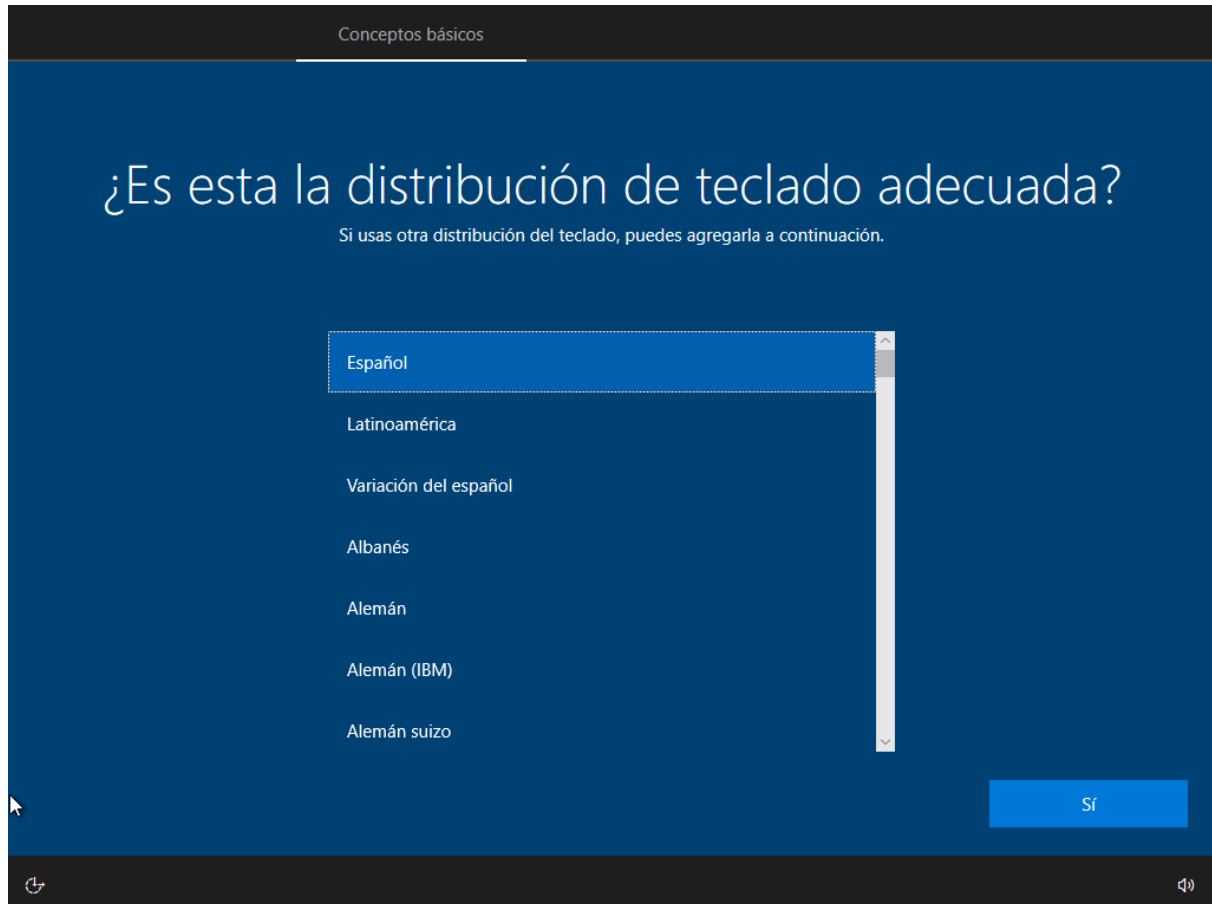 Conceptos básicos
¿Es esta la distribución de teclado adecuada?
Si usas otra distribución del teclado, puedes agregarla a continuación.
Español
Latinoamérica
Variación del español
Albanés
Alemán
Alemán (IBM)
Alemán suizo
Sí